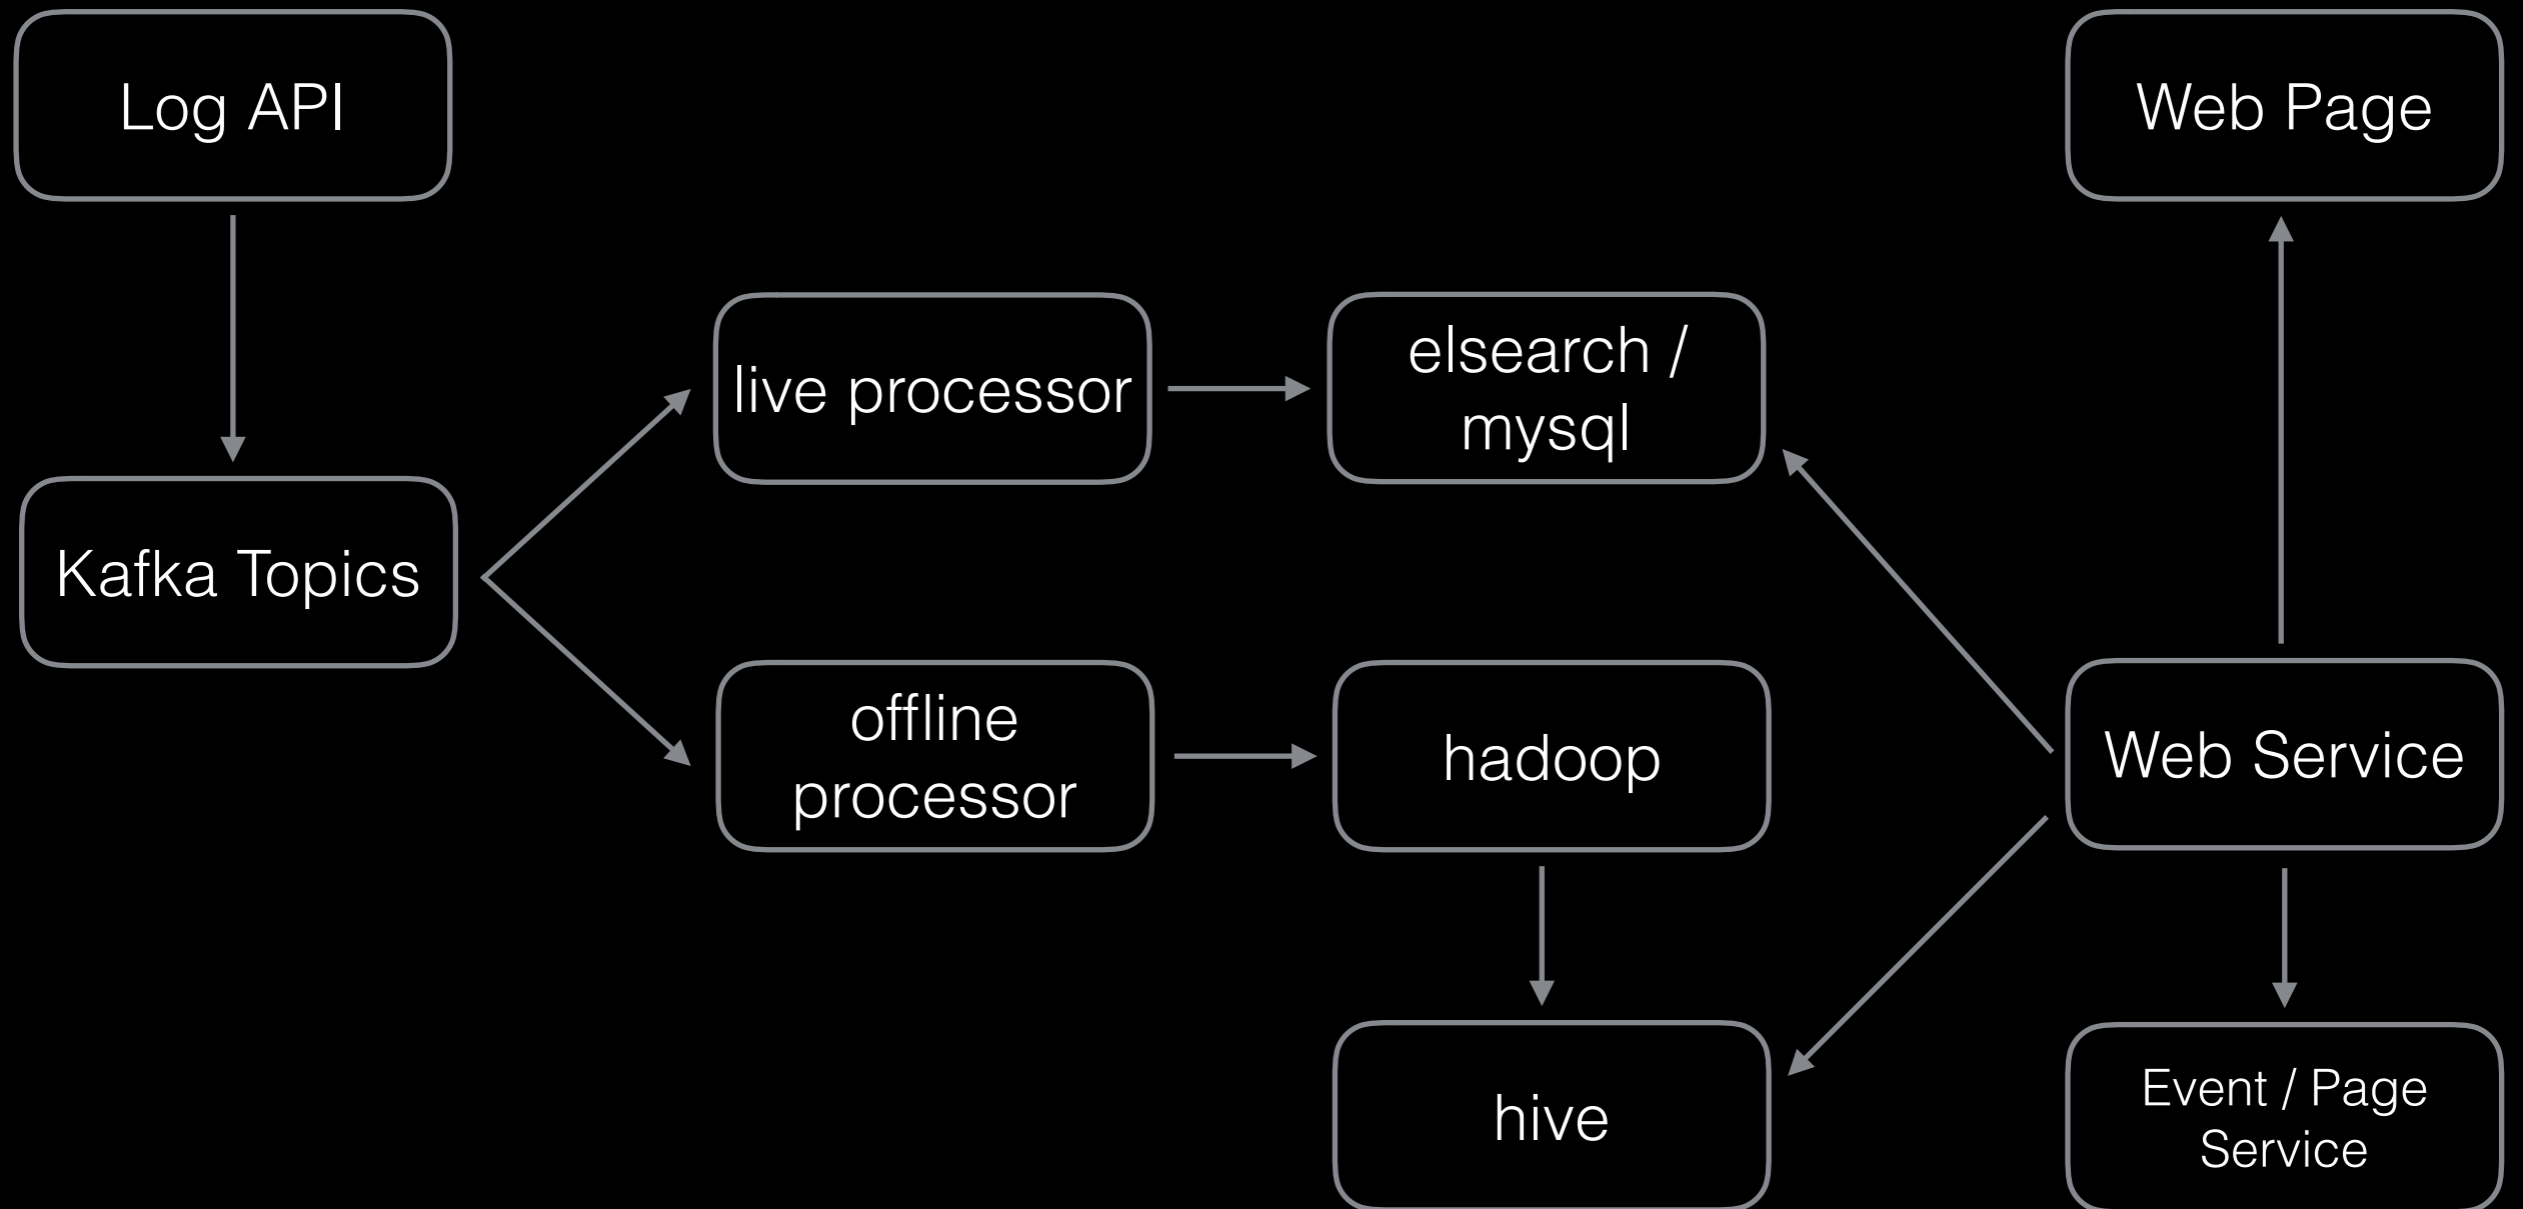 Log API
Web Page
live processor
elsearch /
mysql
Kafka Topics
offline
processor
hadoop
Web Service
hive
Event / Page
Service